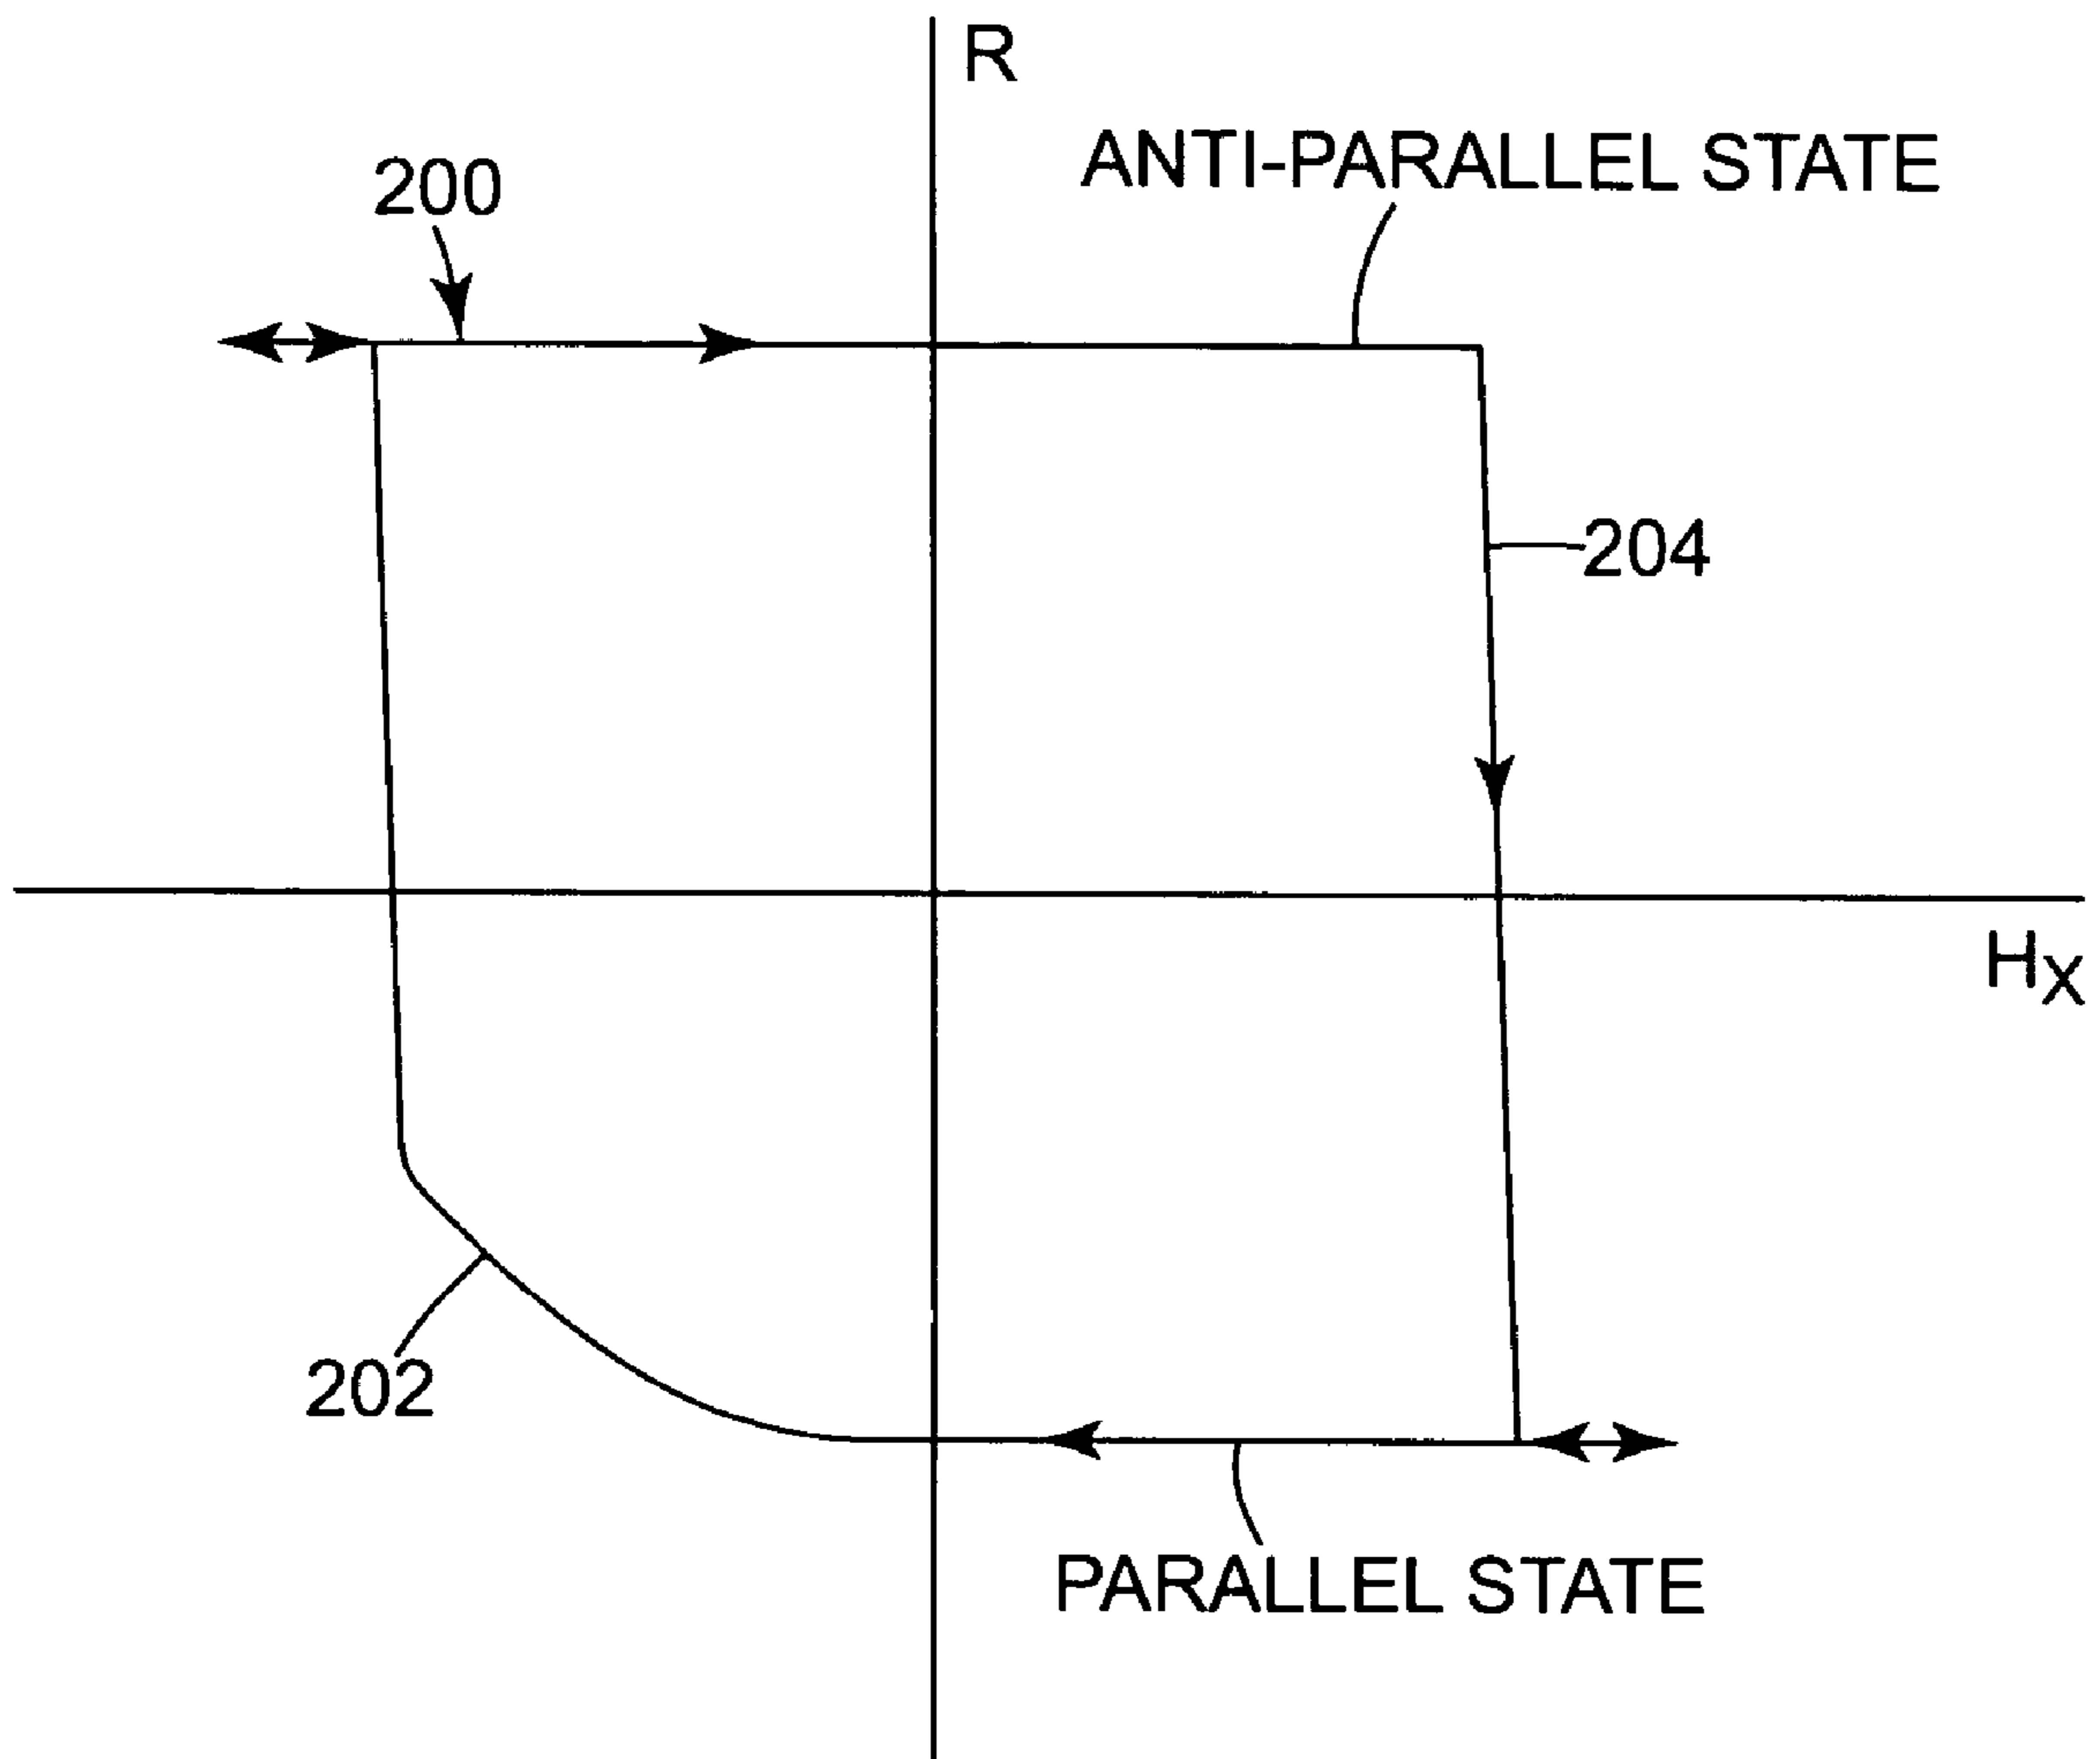 R
ANTI-PARALLEL STATE
200
204
HX
202
PARALLEL STATE